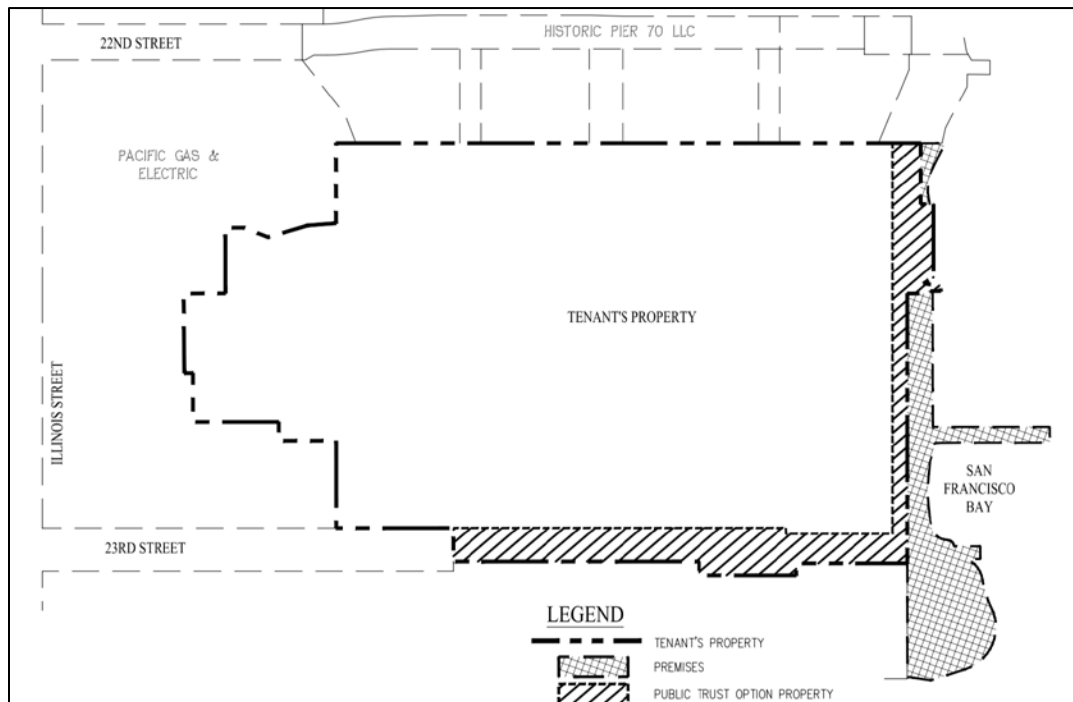 22ND STREET
HISTORIC PIER 70 LLC
PACIFIC GAS &
ELECTRIC
TENANT'S PROPERTY
ILLINOIS STREET
SAN
FRANCISCO
BAY
23RD STREET
LEGEND
TENANT'S PROPERTY
PREMISES
PUBLIC TRUST OPTION PROPERTY